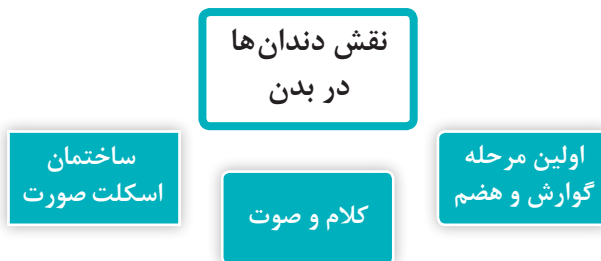 نقش دندان‌ها
در بدن
اولین مرحله
گوارش و هضم
کلام و صوت
ساختمان
اسکلت صورت